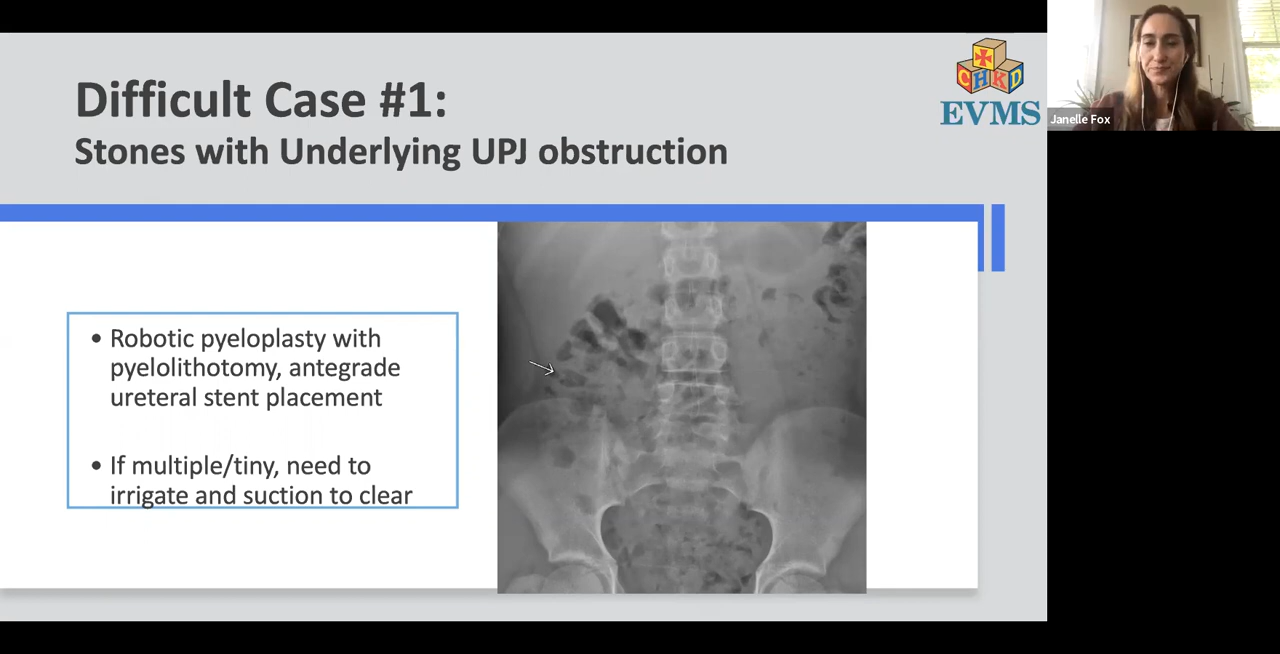 Difficult Case #1:
Stones with Underlying UPJ obstruction
CHKD
EVMS
Janelle Fox
• Robotic pyeloplasty with
pyelolithotomy, antegrade
ureteral stent placement
• If multiple/tiny, need to
irrigate and suction to clear